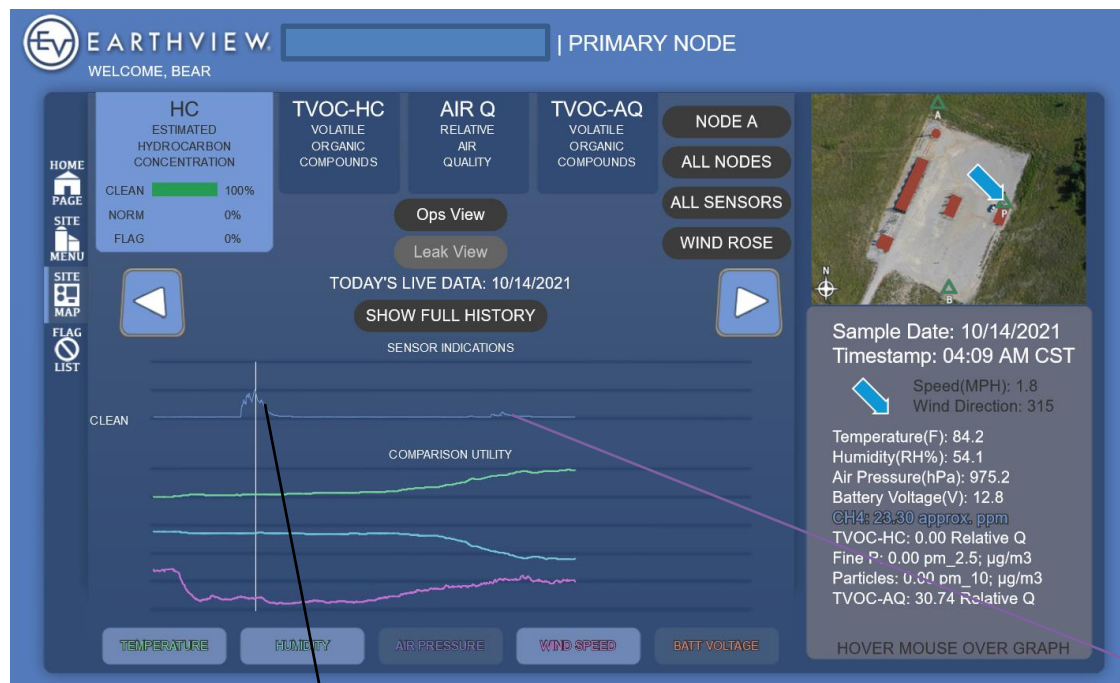 EV EARTHVIEW. | PRIMARY NODE
WELCOME, BEAR
HOME
PAGE
SITE
MENU
SITE
MAP
FLAG
LIST
HC
ESTIMATED
HYDROCARBON
CONCENTRATION
CLEAN 100%
NORM 0%
FLAG 0%
TVOC-HC
VOLATILE
ORGANIC
COMPOUNDS
AIR Q
RELATIVE
AIR
QUALITY
TVOC-AQ
VOLATILE
ORGANIC
COMPOUNDS
NODE A
ALL NODES
ALL SENSORS
WIND ROSE
Ops View
Leak View
TODAY'S LIVE DATA: 10/14/2021
SHOW FULL HISTORY
SENSOR INDICATIONS
CLEAN
COMPARISON UTILITY
TEMPERATURE HUMIDITY AIR PRESSURE WIND SPEED BATT VOLTAGE
A
P
N
B
Sample Date: 10/14/2021
Timestamp: 04:09 AM CST
Speed(MPH): 1.8
Wind Direction: 315
Temperature(F): 84.2
Humidity(RH%): 54.1
Air Pressure(hPa): 975.2
Battery Voltage(V): 12.8
CH4: 23.30 approx. ppm
TVOC-HC: 0.00 Relative Q
Fine P: 0.00 pm_2.5; µg/m3
Particles: 0.00 pm_10; µg/m3
TVOC-AQ: 30.74 Relative Q
HOVER MOUSE OVER GRAPH